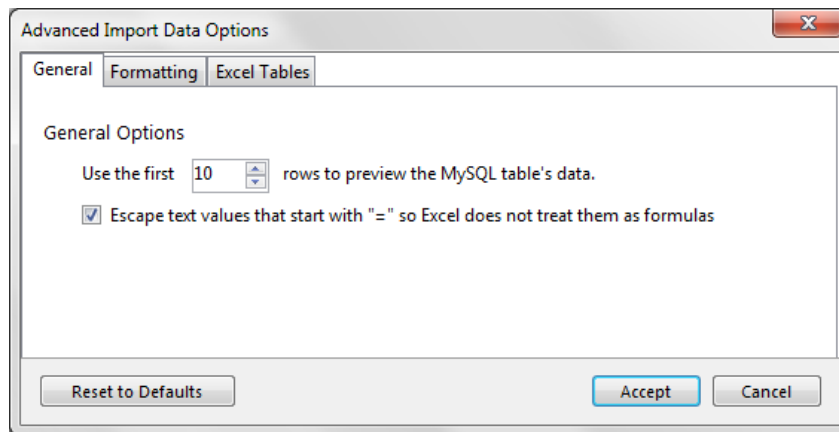 Advanced Import Data Options
General Formatting Excel Tables
General Options
Use the first 10 rows to preview the MySQL table's data.
Escape text values that start with "=" so Excel does not treat them as formulas
Reset to Defaults Accept Cancel